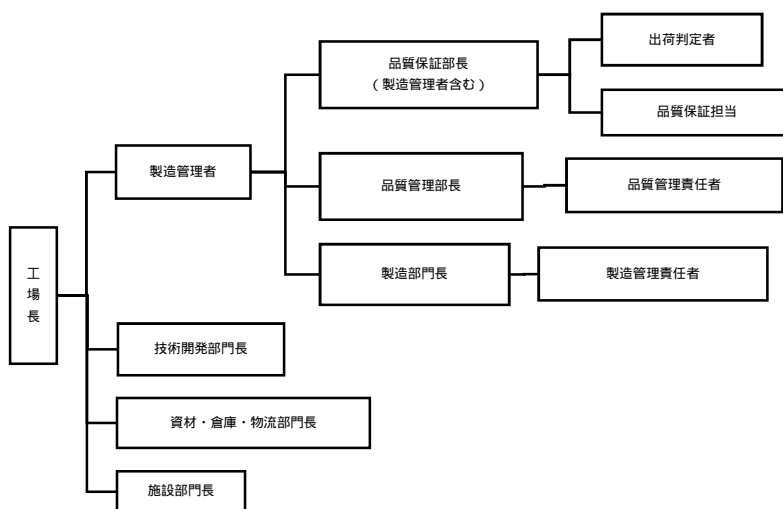 出荷判定者
品質保証部長
(製造管理者含む)
品質保証担当
製造管理者
品質管理部長
品質管理責任者
工
場
長
製造部門長
製造管理責任者
技術開発部門長
資材・倉庫・物流部門長
施設部門長